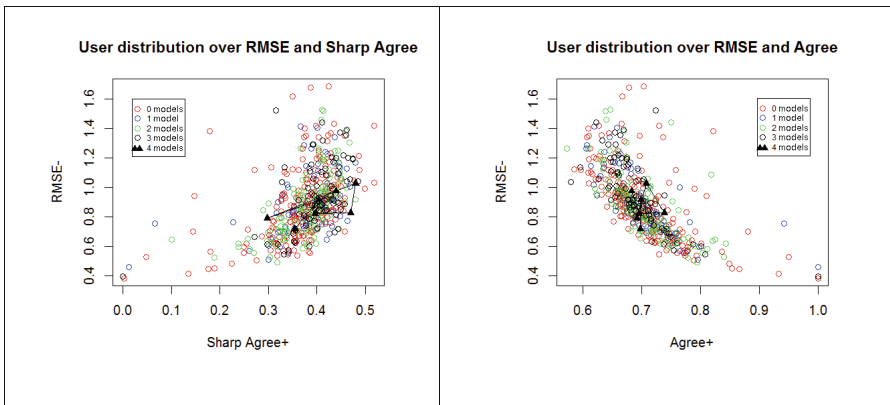 User distribution over RMSE and Sharp Agree
RMSE-
1.6
1.4
1.2
1.0
0.8
0.6
0.4
0 models
1 model
2 models
3 models
4 models
0.0 0.1 0.2 0.3 0.4 0.5
Sharp Agree+
User distribution over RMSE and Agree
RMSE-
1.6
1.4
1.2
1.0
0.8
0.6
0.4
0 models
1 model
2 models
3 models
4 models
0.6 0.7 0.8 0.9 1.0
Agree+